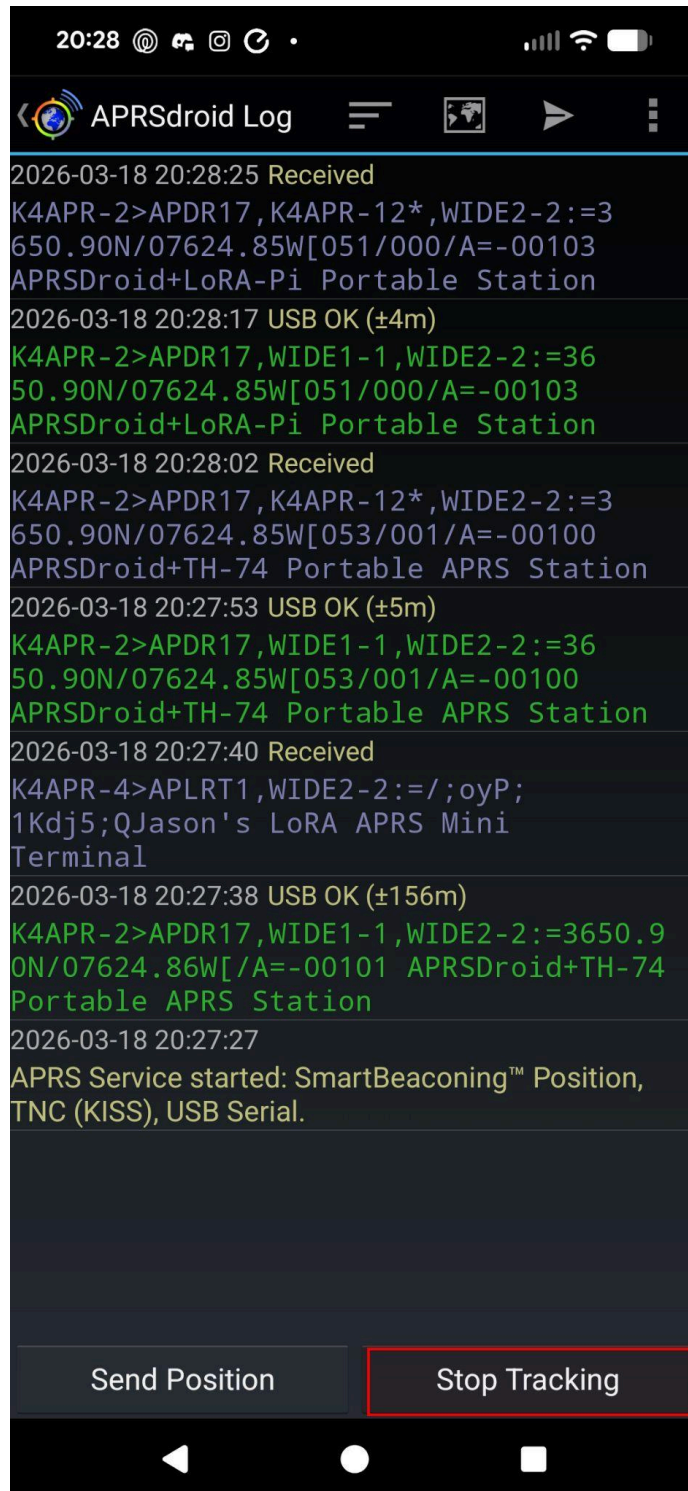 20:28
APRSdroid Log
2026-03-18 20:28:25 Received
K4APR-2>APDR17,K4APR-12*,WIDE2-2:=3
650.90N/07624.85W[051/000/A=-00103
APRSDroid+LoRA-Pi Portable Station
2026-03-18 20:28:17 USB OK (±4m)
K4APR-2>APDR17,WIDE1-1,WIDE2-2:=36
50.90N/07624.85W[051/000/A=-00103
APRSDroid+LoRA-Pi Portable Station
2026-03-18 20:28:02 Received
K4APR-2>APDR17,K4APR-12*,WIDE2-2:=3
650.90N/07624.85W[053/001/A=-00100
APRSDroid+TH-74 Portable APRS Station
2026-03-18 20:27:53 USB OK (±5m)
K4APR-2>APDR17,WIDE1-1,WIDE2-2:=36
50.90N/07624.85W[053/001/A=-00100
APRSDroid+TH-74 Portable APRS Station
2026-03-18 20:27:40 Received
K4APR-4>APLRT1,WIDE2-2:=/;oyP;
1Kdj5;QJason's LoRA APRS Mini
Terminal
2026-03-18 20:27:38 USB OK (±156m)
K4APR-2>APDR17,WIDE1-1,WIDE2-2:=3650.9
0N/07624.86W[/A=-00101 APRSDroid+TH-74
Portable APRS Station
2026-03-18 20:27:27
APRS Service started: SmartBeaconing™ Position,
TNC (KISS), USB Serial.
Send Position
Stop Tracking